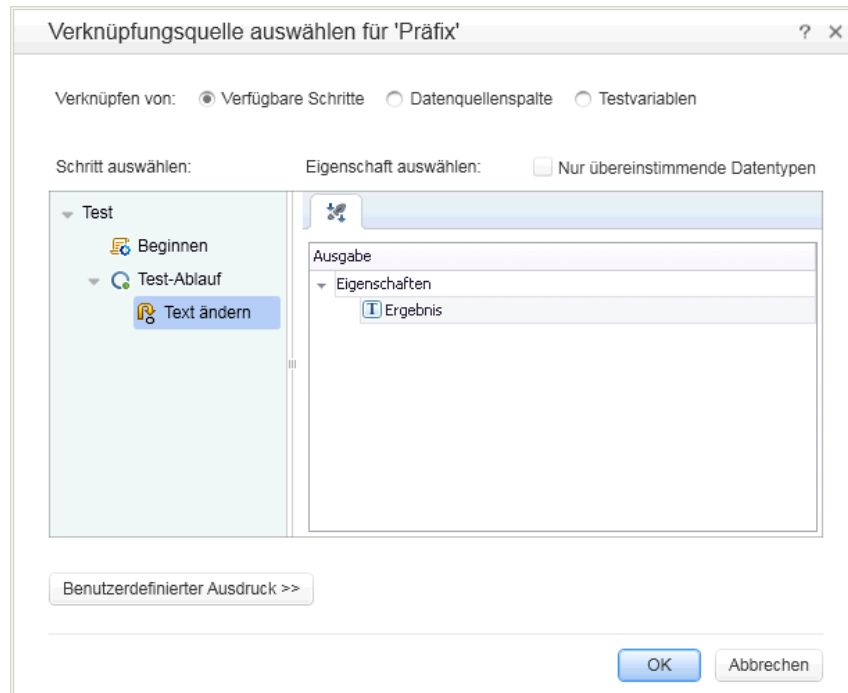 Verknüpfungsquelle auswählen für 'Präfix'
? ×
Verknüpfen von: Verfügbare Schritte Datenquellenspalte Testvariablen
Schritt auswählen: Eigenschaft auswählen: Nur übereinstimmende Datentypen
Test
Beginnen
Test-Ablauf
Text ändern
Ausgabe
Eigenschaften
T Ergebnis
Benutzerdefinierter Ausdruck >>
OK Abbrechen